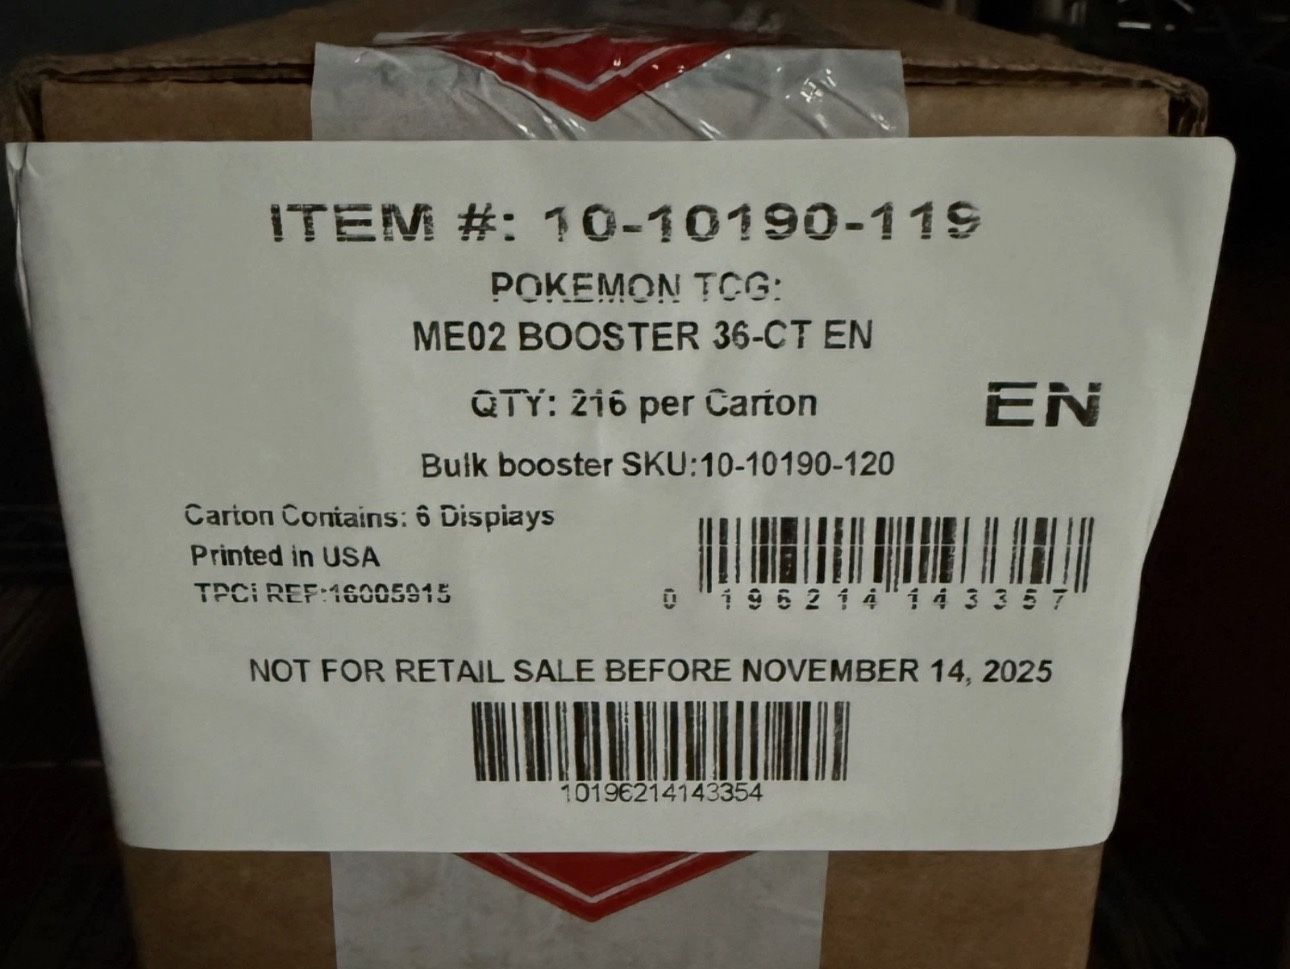 ITEM #: 10-10190-119
POKEMON TCG:
ME02 BOOSTER 36-CT EN
QTY: 216 per Carton
EN
Bulk booster SKU:10-10190-120
Carton Contains: 6 Displays
Printed in USA
TPCi REF:16005915
0 196214 143357
NOT FOR RETAIL SALE BEFORE NOVEMBER 14, 2025
10196214143354